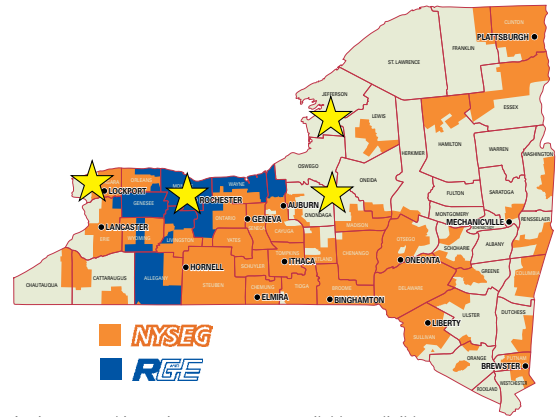 CLINTON
PLATTSBURGH
FRANKLIN
ST. LAWRENCE
JEFFERSON
ESSEX
LEWIS
HAMILTON
WARREN
WASHINGTON
HERKIMER
OSWEGO
ONEIDA
ORLEANS
WAYNE
LOCKPORT
GENESEE
ROCHESTER
FULTON
SARATOGA
AUBURN
ONONDAGA
MONTGOMERY
MECHANICVILLE
RENSSELAER
ONTARIO
GENEVA
SENECA
CAYUGA
MADISON
LANCASTER
ERIE
WYOMING
LIVINGSTON
YATES
OTSEGO
SCHOHARIE
ALBANY
CHENANGO
TOMPKINS
ITHACA
ONEONTA
HORNELL
SCHUYLER
GREENE
COLUMBIA
CHAUTAUQUA
CATTARAUGUS
ALLEGANY
STEUBEN
CHEMUNG
TIOGA
BROOME
DELAWARE
ELMIRA
BINGHAMTON
ULSTER
DUTCHESS
LIBERTY
SULLIVAN
NYSEG
RGE
ORANGE
PUTNAM
BREWSTER
WESTCHESTER
ROCKLAND